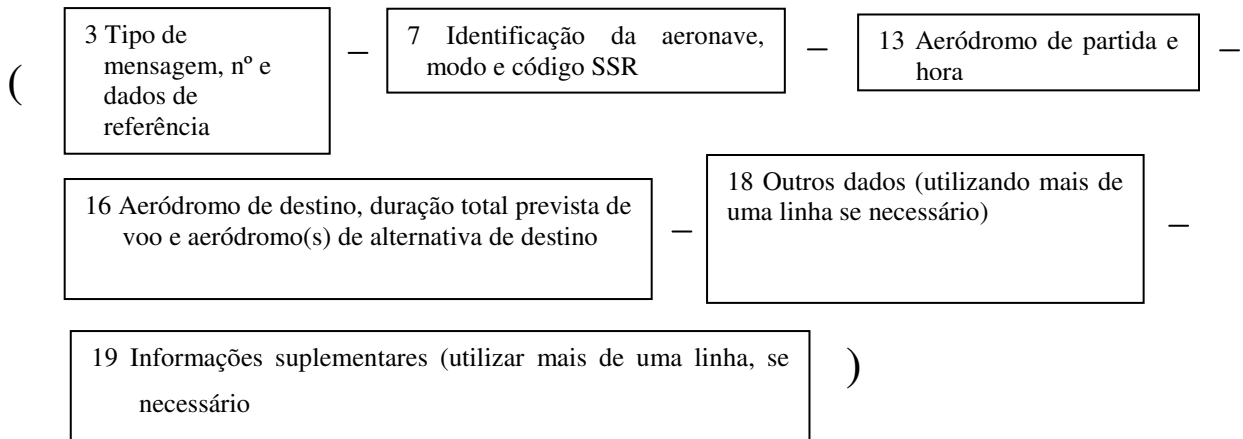 (
3 Tipo de
mensagem, nº e
dados de
referência
–
7 Identificação da aeronave,
modo e código SSR
–
13 Aeródromo de partida e
hora
–
16 Aeródromo de destino, duração total prevista de
voo e aeródromo(s) de alternativa de destino
–
18 Outros dados (utilizando mais de
uma linha se necessário)
–
19 Informações suplementares (utilizar mais de uma linha, se
necessário
)